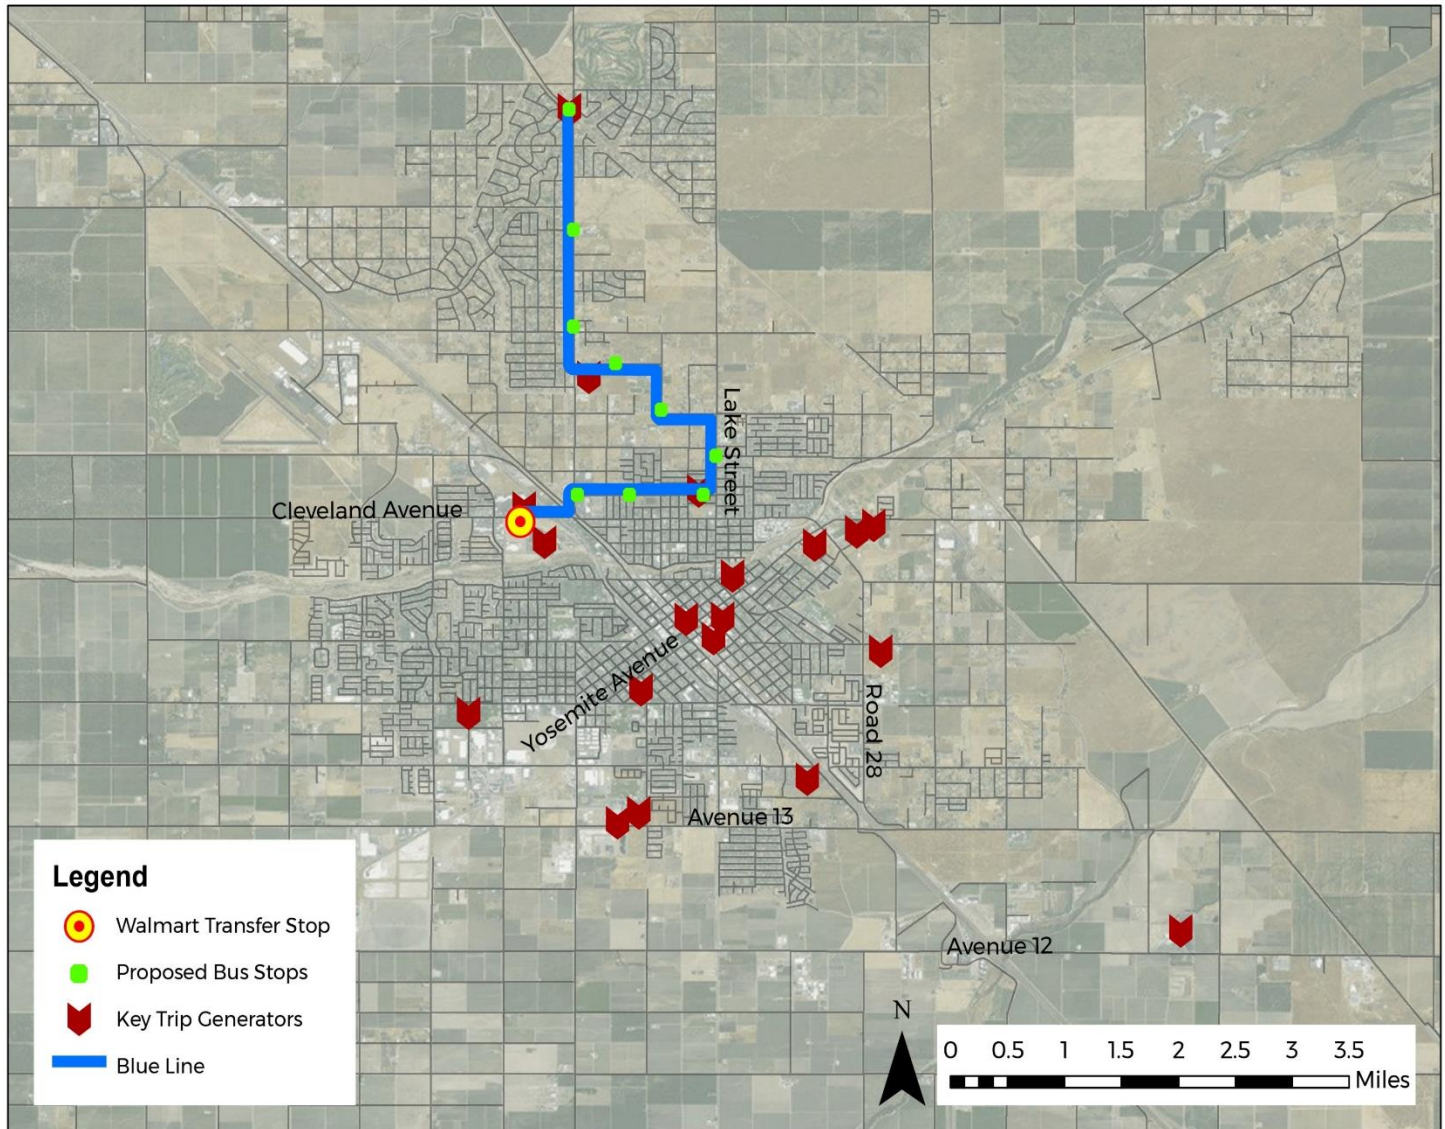 Lake Street
Cleveland Avenue
Yosemite Avenue
Road 28
Avenue 13
Avenue 12
Legend
Walmart Transfer Stop
Proposed Bus Stops
Key Trip Generators
Blue Line
N
0 0.5 1 1.5 2 2.5 3 3.5
Miles